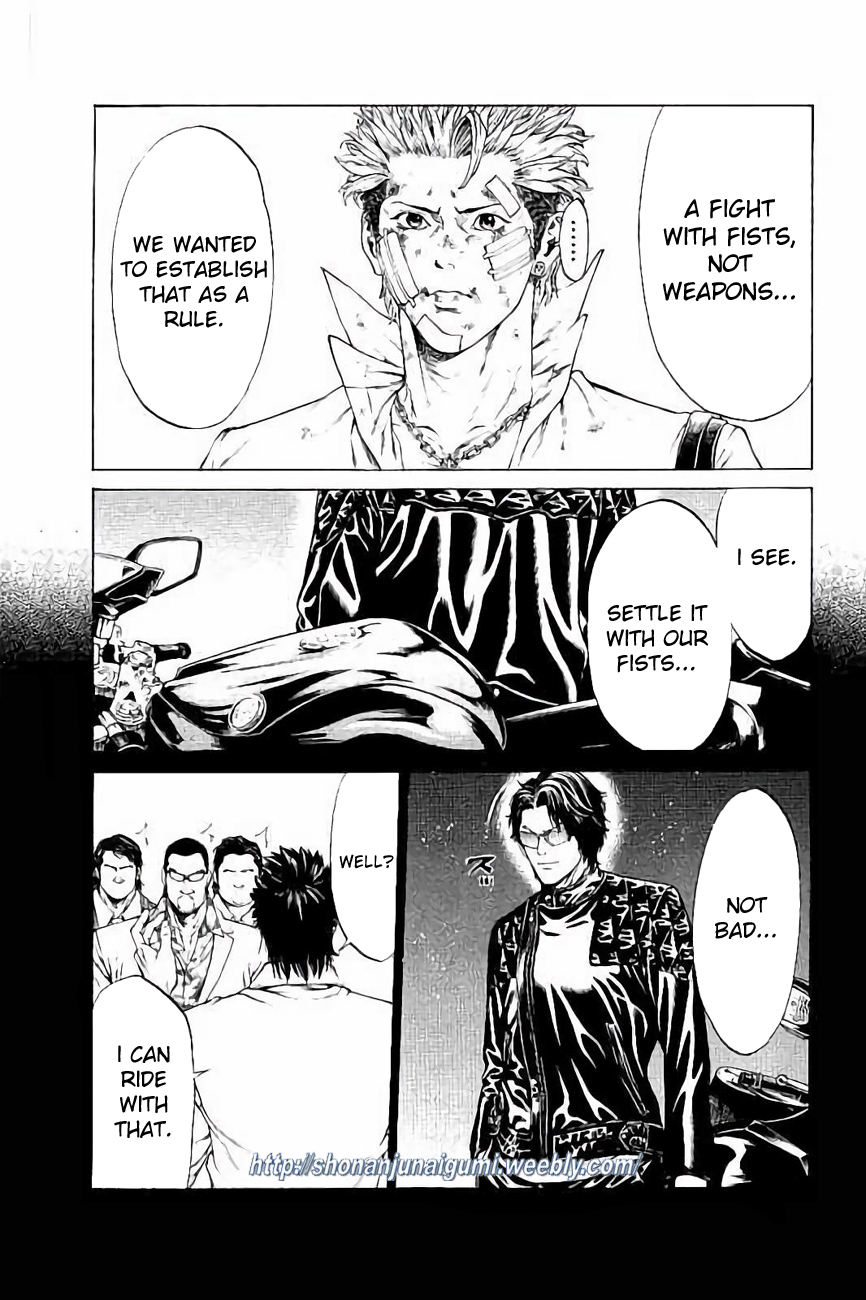 A FIGHT
WITH FISTS,
NOT
WEAPONS...
......
WE WANTED
TO ESTABLISH
THAT AS A
RULE.
I SEE.
SETTLE IT
WITH OUR
FISTS...
NOT
BAD...
ズ
WELL?
I CAN
RIDE
WITH
THAT.
http://shonanjunaigumi.weebly.com/